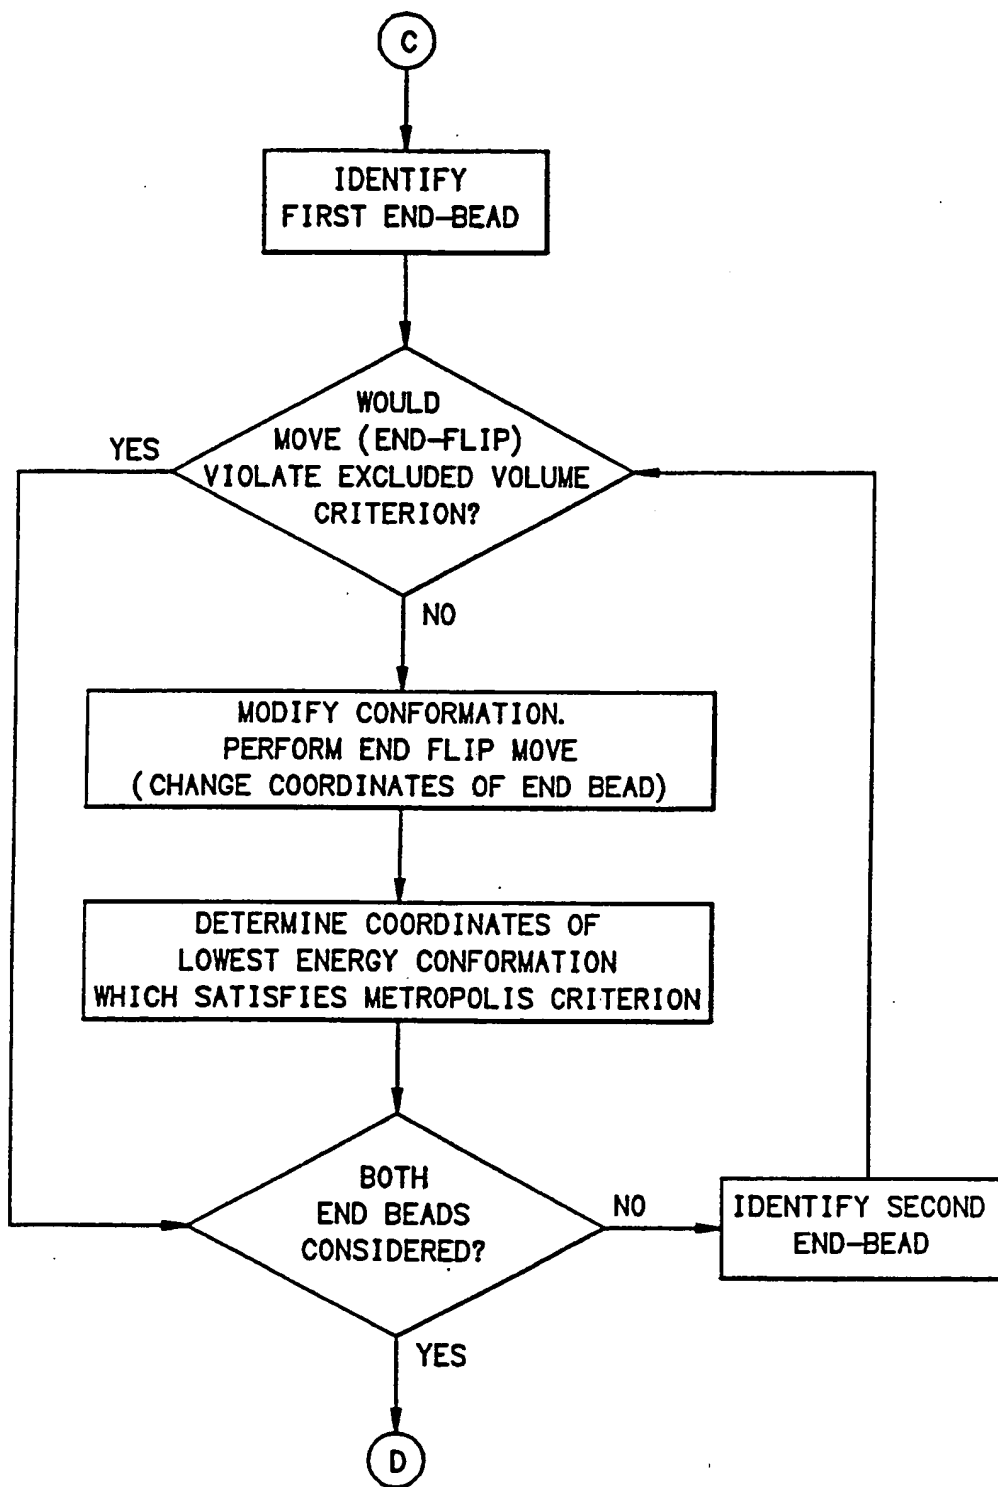 C
IDENTIFY
FIRST END-BEAD
WOULD
MOVE (END-FLIP)
VIOLATE EXCLUDED VOLUME
CRITERION?
YES
NO
MODIFY CONFORMATION.
PERFORM END FLIP MOVE
(CHANGE COORDINATES OF END BEAD)
DETERMINE COORDINATES OF
LOWEST ENERGY CONFORMATION
WHICH SATISFIES METROPOLIS CRITERION
BOTH
END BEADS
CONSIDERED?
NO
IDENTIFY SECOND
END-BEAD
YES
D